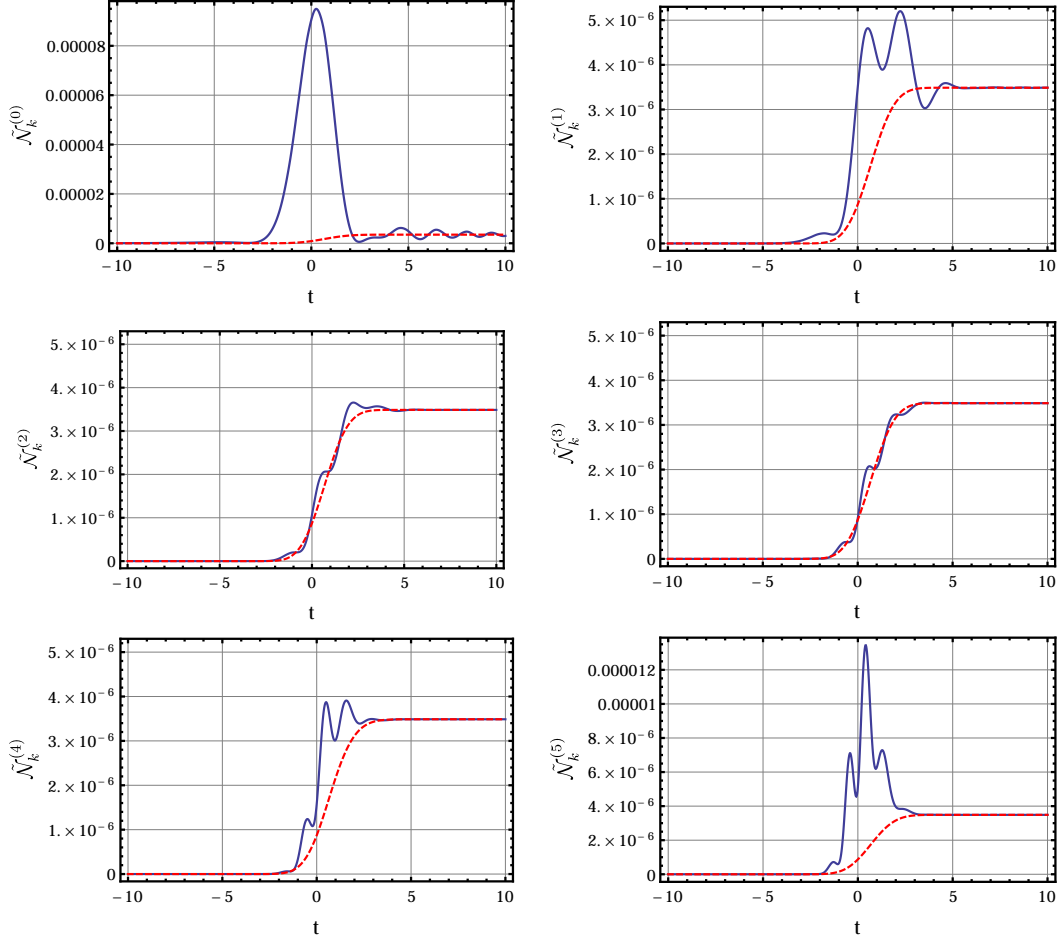 0.00008
0.00006
0.00004
0.00002
0
−10 −5 0 5 10
t
Ñ_k^(0)
5. × 10^-6
4. × 10^-6
3. × 10^-6
2. × 10^-6
1. × 10^-6
0
−10 −5 0 5 10
t
Ñ_k^(1)
5. × 10^-6
4. × 10^-6
3. × 10^-6
2. × 10^-6
1. × 10^-6
0
−10 −5 0 5 10
t
Ñ_k^(2)
5. × 10^-6
4. × 10^-6
3. × 10^-6
2. × 10^-6
1. × 10^-6
0
−10 −5 0 5 10
t
Ñ_k^(3)
5. × 10^-6
4. × 10^-6
3. × 10^-6
2. × 10^-6
1. × 10^-6
0
−10 −5 0 5 10
t
Ñ_k^(4)
0.000012
0.00001
8. × 10^-6
6. × 10^-6
4. × 10^-6
2. × 10^-6
0
−10 −5 0 5 10
t
Ñ_k^(5)